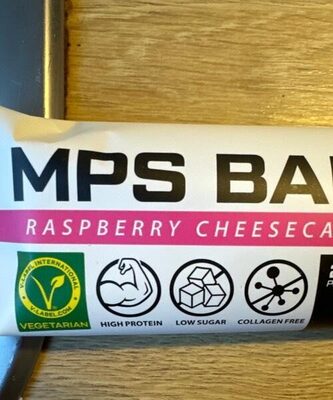 MPS BA
RASPBERRY CHEESECA
V-LABEL INTERNATIONAL
V-LABEL.COM
VEGETARIAN
HIGH PROTEIN
LOW SUGAR
COLLAGEN FREE